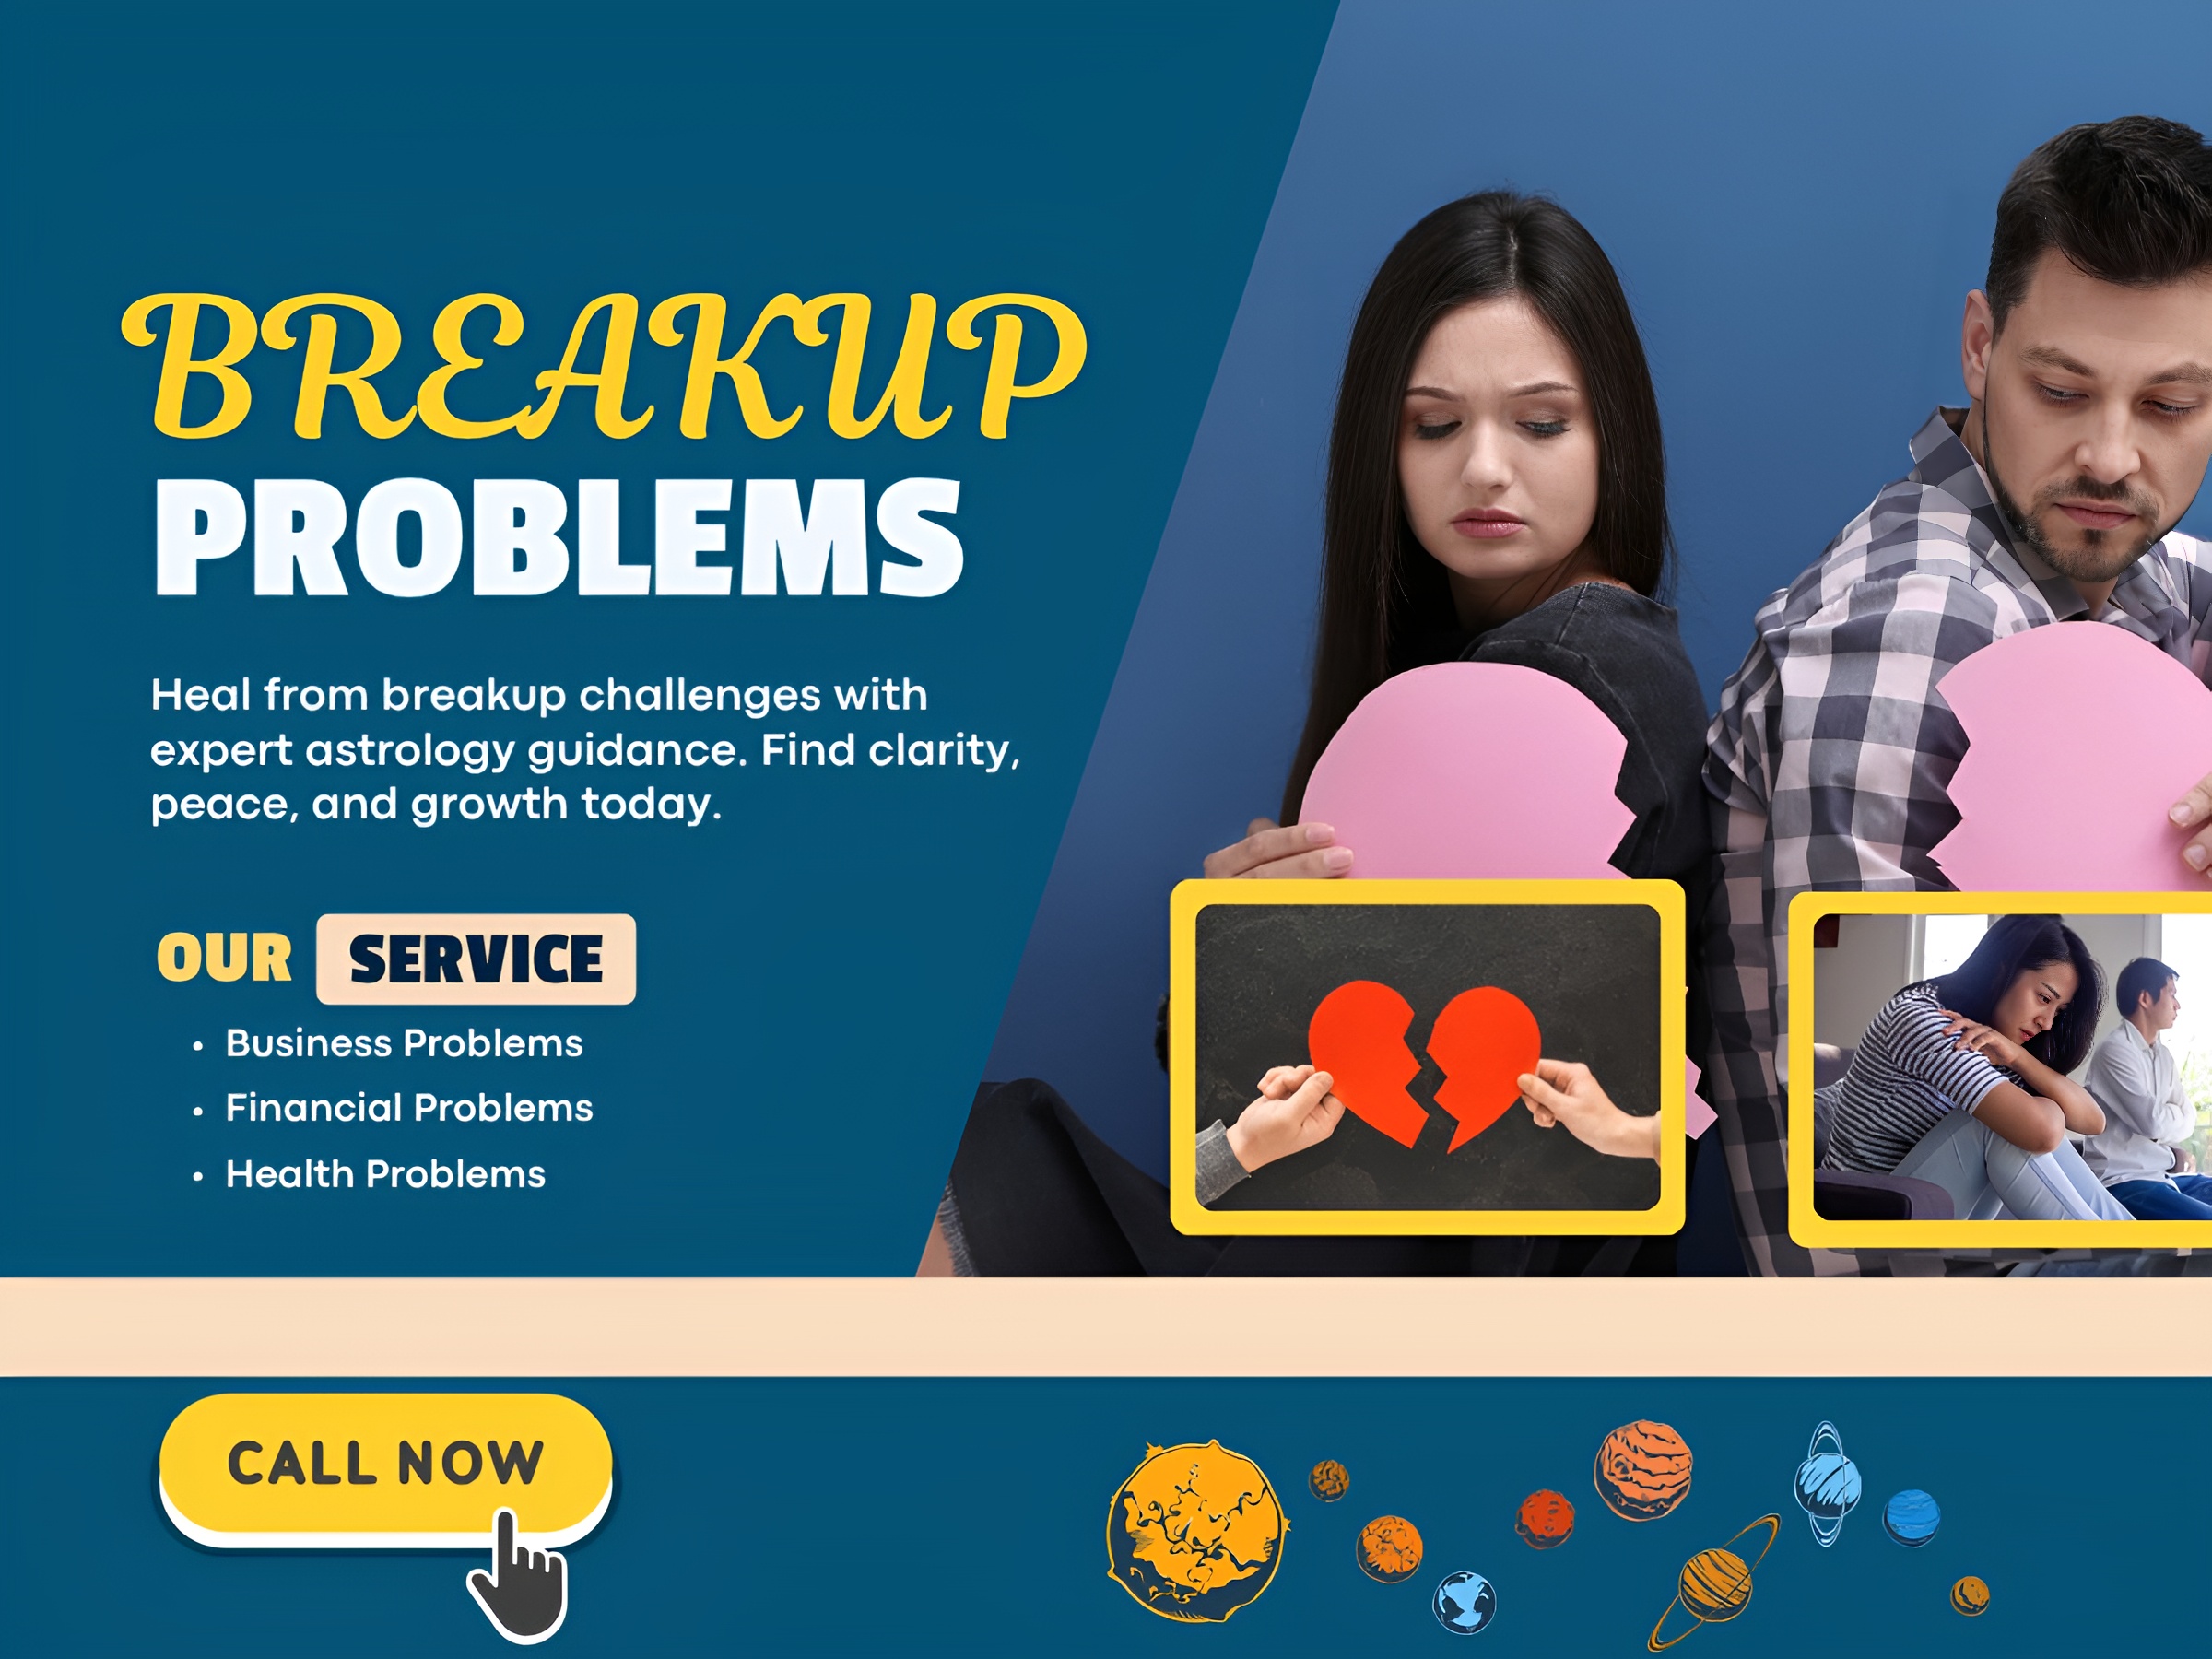 BREAKUP
PROBLEMS
Heal from breakup challenges with
expert astrology guidance. Find clarity,
peace, and growth today.
OUR SERVICE
• Business Problems
• Financial Problems
• Health Problems
CALL NOW